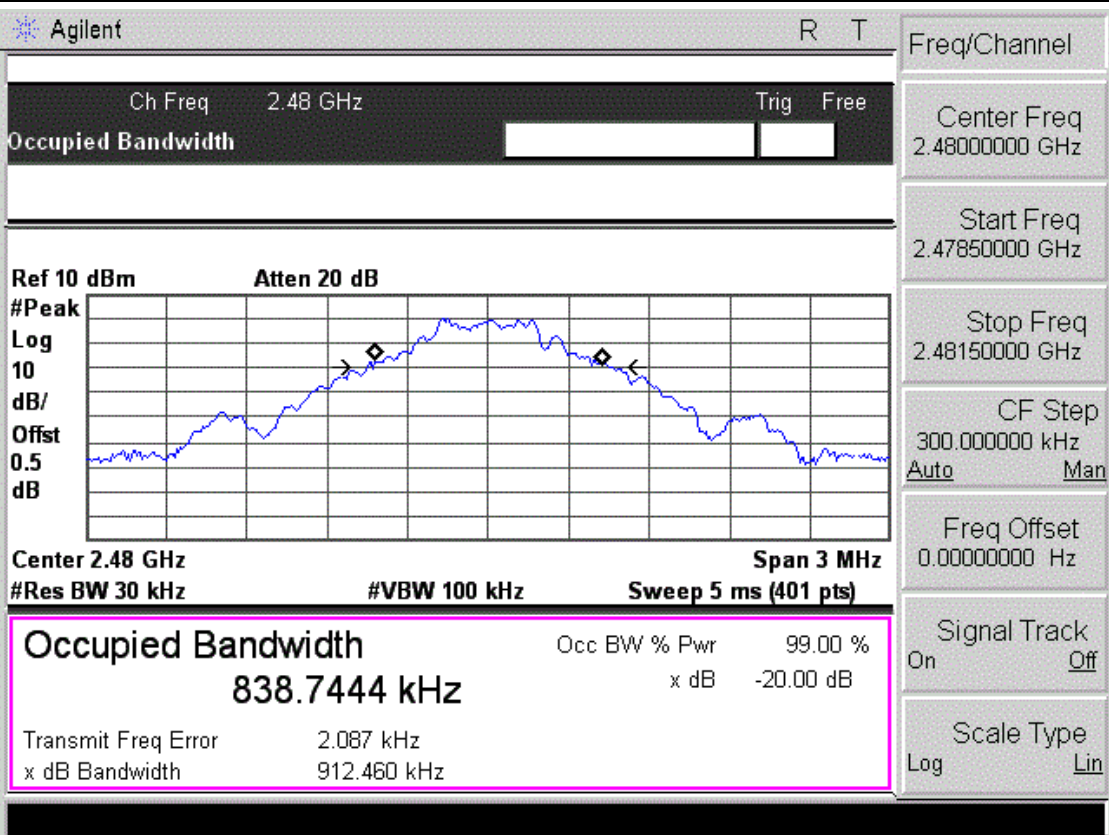 Agilent R T
Ch Freq 2.48 GHz Trig Free
Occupied Bandwidth
Ref 10 dBm Atten 20 dB
#Peak
Log
10
dB/
Offst
0.5
dB
Center 2.48 GHz Span 3 MHz
#Res BW 30 kHz #VBW 100 kHz Sweep 5 ms (401 pts)
Occupied Bandwidth Occ BW % Pwr 99.00 %
838.7444 kHz x dB -20.00 dB
Transmit Freq Error 2.087 kHz
x dB Bandwidth 912.460 kHz
Freq/Channel
Center Freq
2.48000000 GHz
Start Freq
2.47850000 GHz
Stop Freq
2.48150000 GHz
CF Step
300.000000 kHz
Auto Man
Freq Offset
0.00000000 Hz
Signal Track
On Off
Scale Type
Log Lin